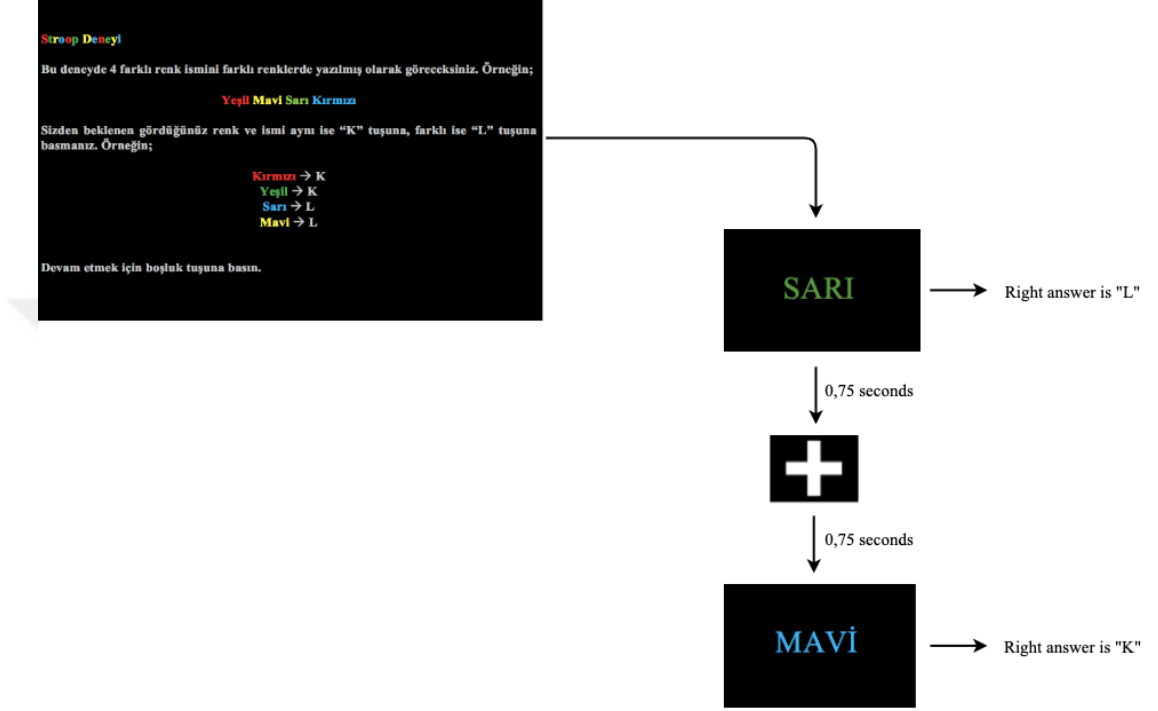 Stroop Deneyi
Bu deneyde 4 farklı renk ismini farklı renklerde yazılmış olarak göreceksiniz. Örneğin;
Yeşil Mavi Sarı Kırmızı
Sizden beklenen gördüğünüz renk ve ismi aynı ise “K” tuşuna, farklı ise “L” tuşuna
basmanız. Örneğin;
Kırmızı → K
Yeşil → K
Sarı → L
Mavi → L
Devam etmek için boşluk tuşuna basın.
SARI
Right answer is "L"
0,75 seconds
0,75 seconds
MAVİ
Right answer is "K"